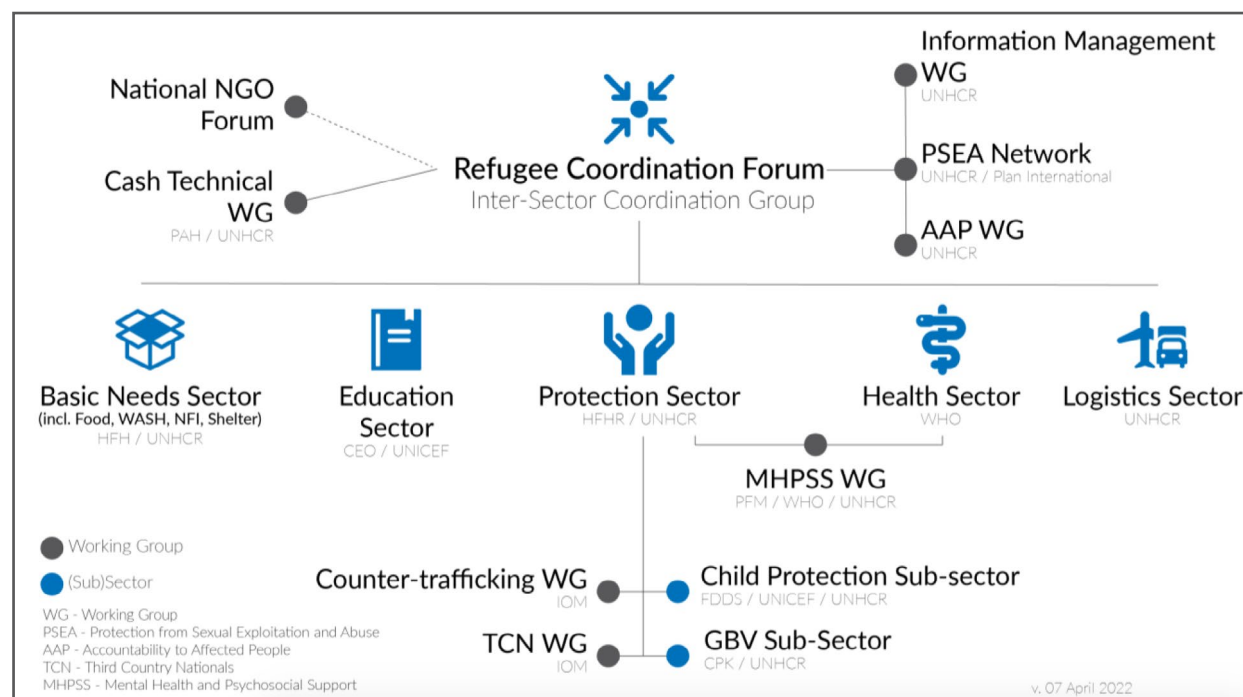 National NGO
Forum
Cash Technical
WG
PAH / UNHCR
Refugee Coordination Forum
Inter-Sector Coordination Group
Information Management
WG
UNHCR
PSEA Network
UNHCR / Plan International
AAP WG
UNHCR
Basic Needs Sector
(incl. Food, WASH, NFI, Shelter)
HFH / UNHCR
Education
Sector
CEO / UNICEF
Protection Sector
HFHR / UNHCR
Health Sector
WHO
Logistics Sector
UNHCR
MHPSS WG
PFM / WHO / UNHCR
Counter-trafficking WG
IOM
TCN WG
IOM
Child Protection Sub-sector
FDDS / UNICEF / UNHCR
GBV Sub-Sector
CPK / UNHCR
Working Group
(Sub)Sector
WG - Working Group
PSEA - Protection from Sexual Exploitation and Abuse
AAP - Accountability to Affected People
TCN - Third Country Nationals
MHPSS - Mental Health and Psychosocial Support
v. 07 April 2022